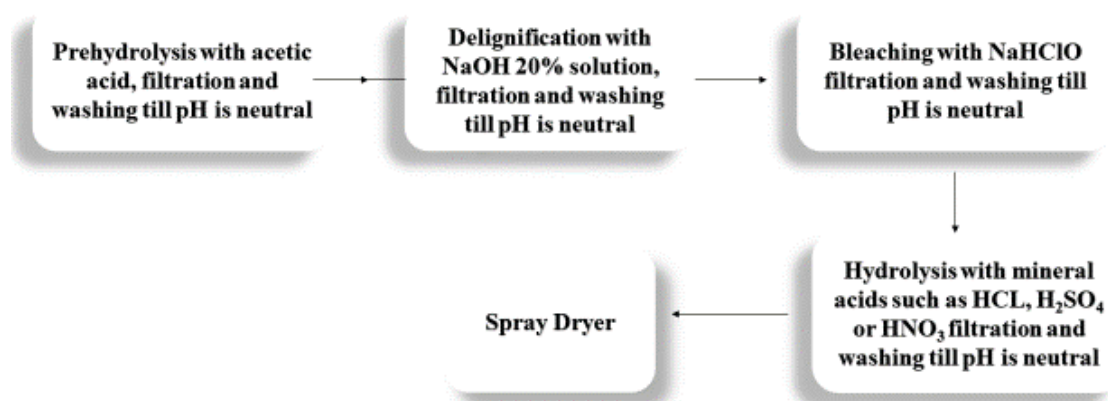 Prehydrolysis with acetic
acid, filtration and
washing till pH is neutral
Delignification with
NaOH 20% solution,
filtration and washing
till pH is neutral
Bleaching with NaHClO
filtration and washing till
pH is neutral
Hydrolysis with mineral
acids such as HCL, H₂SO₄
or HNO₃ filtration and
washing till pH is neutral
Spray Dryer